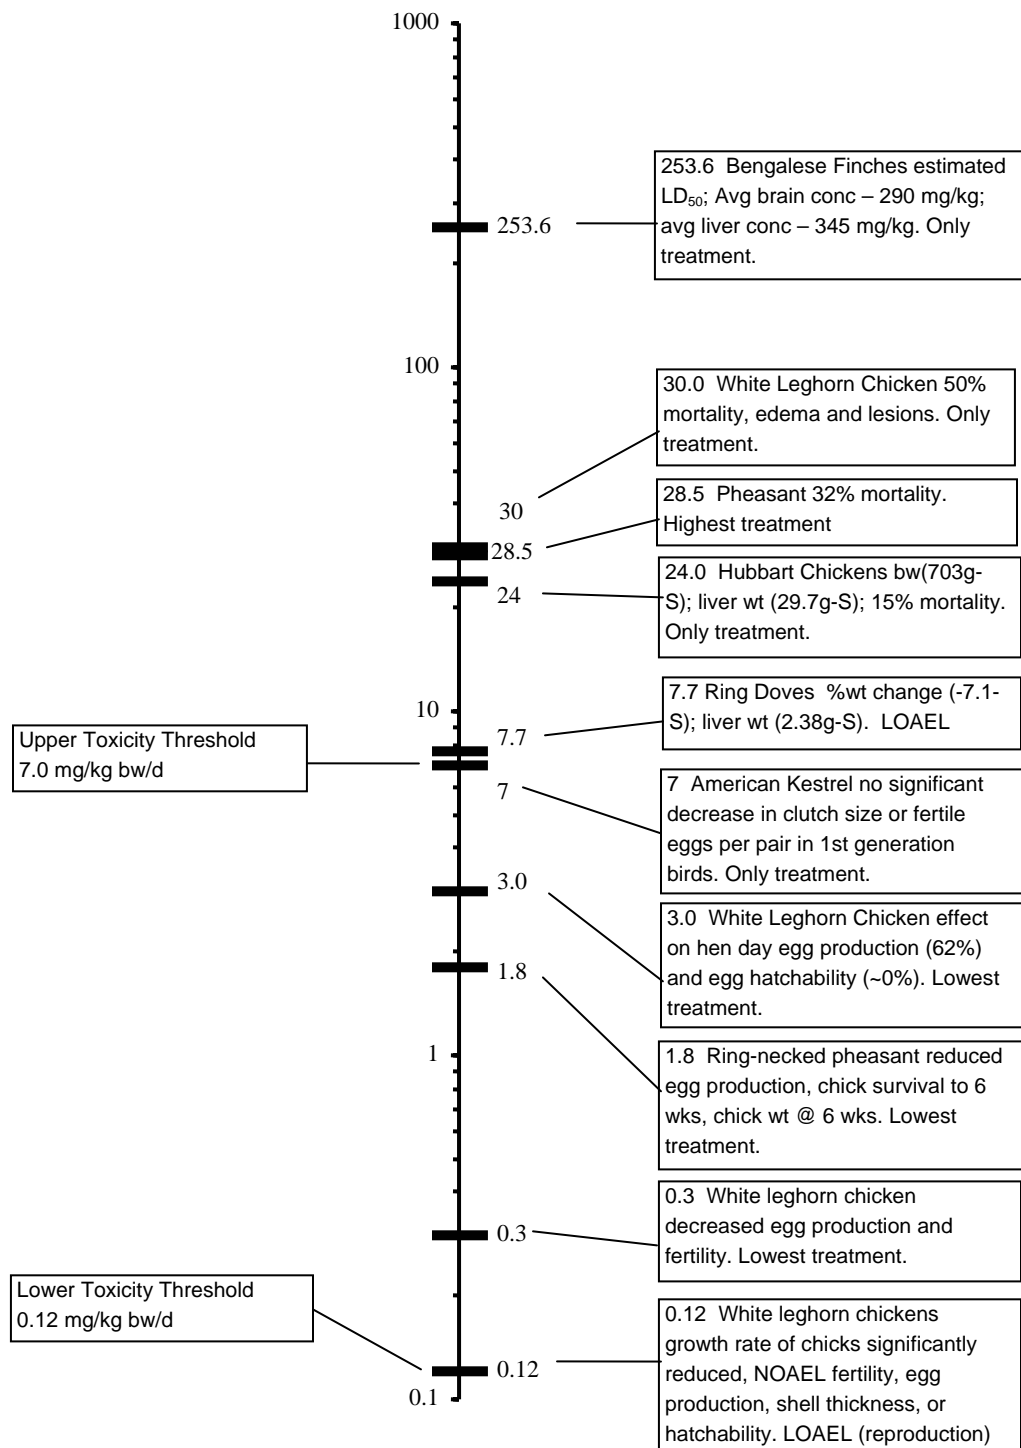 1000
253.6 Bengalese Finches estimated
LD₅₀; Avg brain conc – 290 mg/kg;
avg liver conc – 345 mg/kg. Only
treatment.
253.6
100
30.0 White Leghorn Chicken 50%
mortality, edema and lesions. Only
treatment.
30
28.5 Pheasant 32% mortality.
Highest treatment
28.5
24.0 Hubbart Chickens bw(703g-
S); liver wt (29.7g-S); 15% mortality.
Only treatment.
24
7.7 Ring Doves %wt change (-7.1-
S); liver wt (2.38g-S). LOAEL
10
7.7
Upper Toxicity Threshold
7.0 mg/kg bw/d
7
7 American Kestrel no significant
decrease in clutch size or fertile
eggs per pair in 1st generation
birds. Only treatment.
3.0
3.0 White Leghorn Chicken effect
on hen day egg production (62%)
and egg hatchability (~0%). Lowest
treatment.
1.8
1
1.8 Ring-necked pheasant reduced
egg production, chick survival to 6
wks, chick wt @ 6 wks. Lowest
treatment.
0.3
0.3 White leghorn chicken
decreased egg production and
fertility. Lowest treatment.
Lower Toxicity Threshold
0.12 mg/kg bw/d
0.12
0.12 White leghorn chickens
growth rate of chicks significantly
reduced, NOAEL fertility, egg
production, shell thickness, or
hatchability. LOAEL (reproduction)
0.1